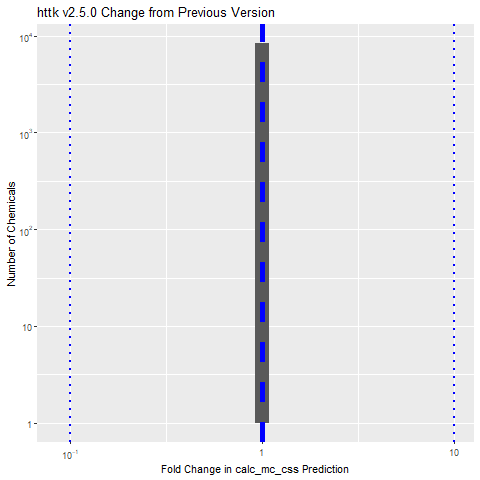 httk v2.5.0 Change from Previous Version
Number of Chemicals
10⁴
10³
10²
10
1
10⁻¹
1
10
Fold Change in calc_mc_css Prediction